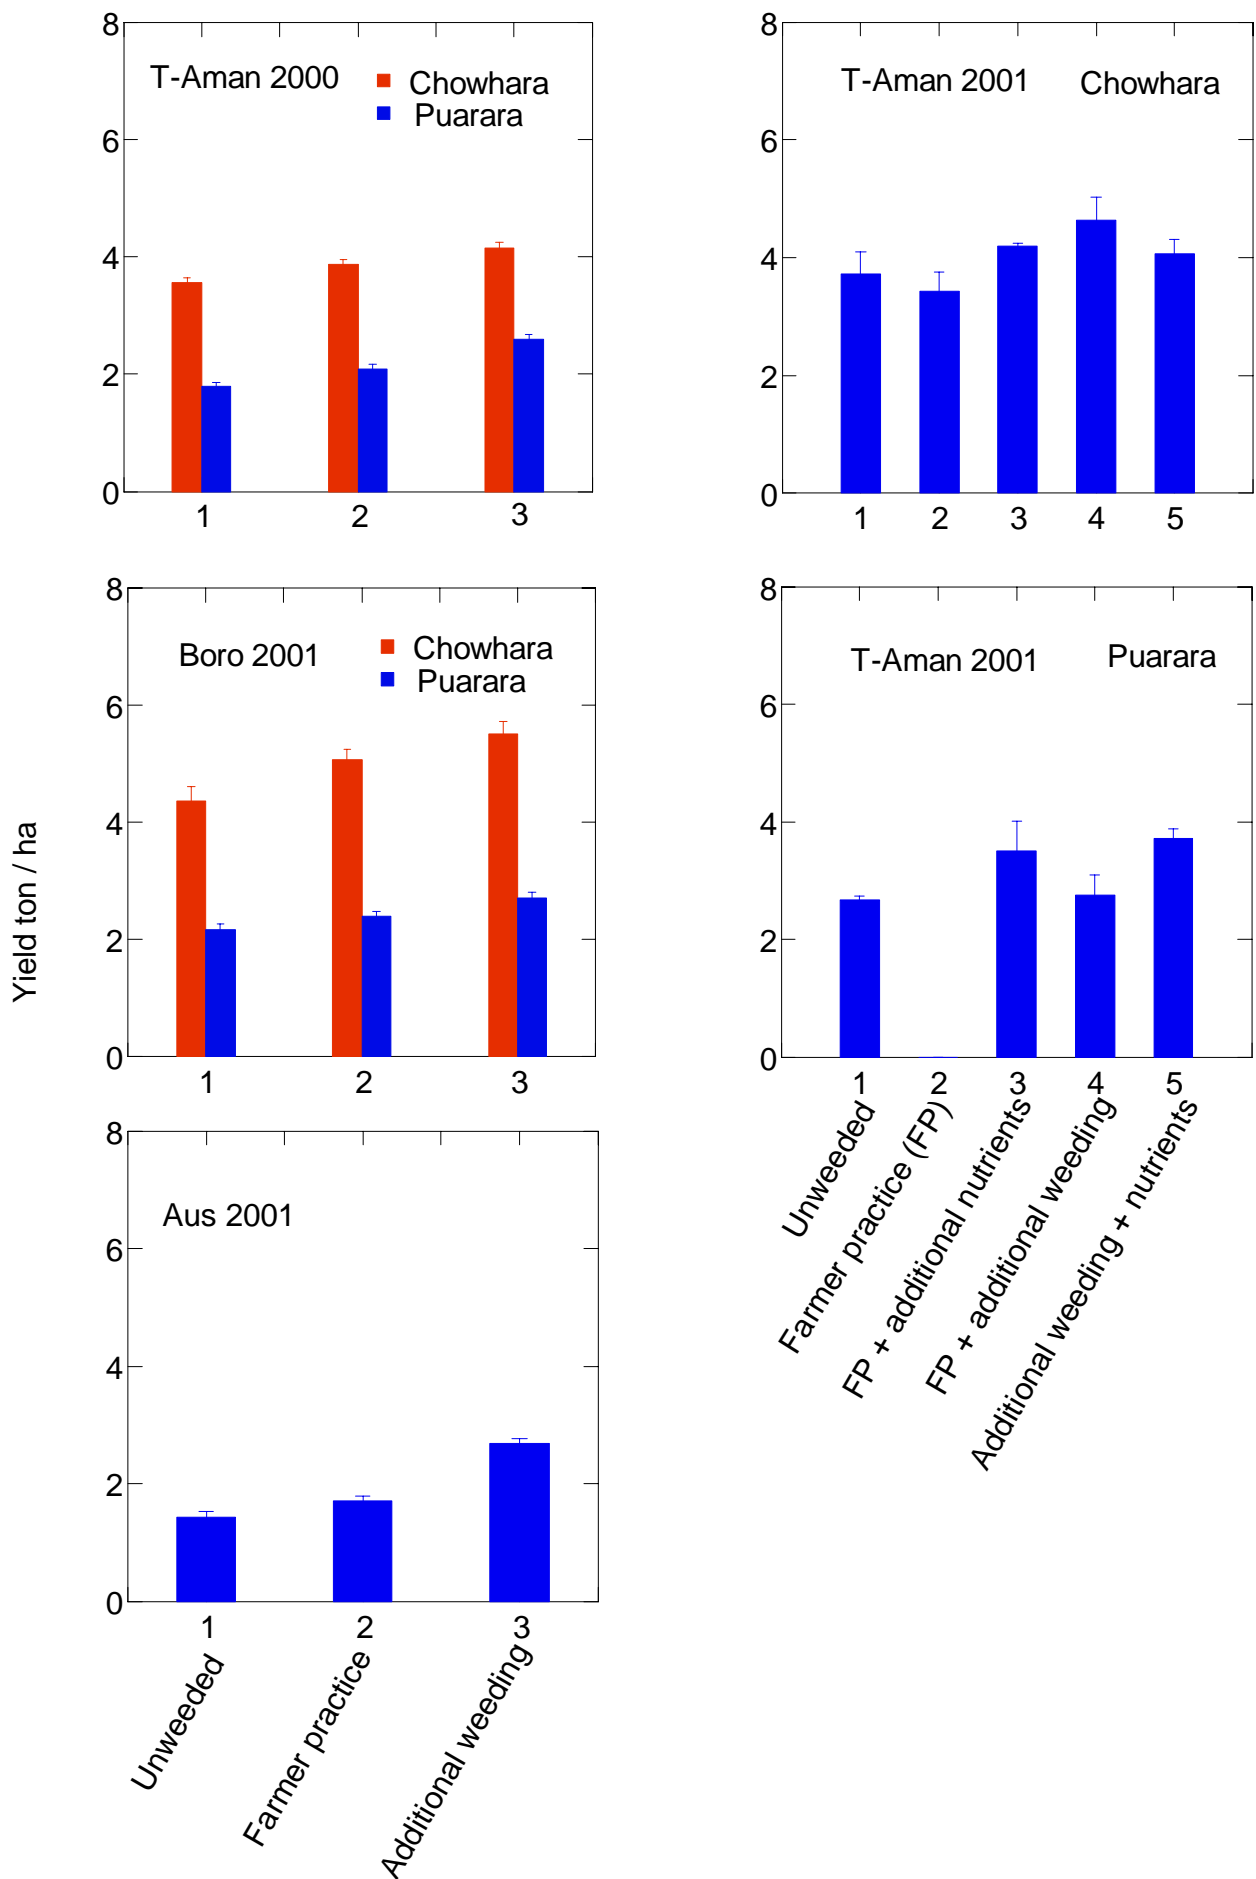 8
6
4
2
0
T-Aman 2000
Chowhara
Puarara
1 2 3
8
6
4
2
0
T-Aman 2001 Chowhara
1 2 3 4 5
Yield ton / ha
8
6
4
2
0
Boro 2001
Chowhara
Puarara
1 2 3
8
6
4
2
0
T-Aman 2001 Puarara
1 2 3 4 5
Unweeded
Farmer practice (FP)
FP + additional nutrients
FP + additional weeding
Additional weeding + nutrients
8
6
4
2
0
Aus 2001
1 2 3
Unweeded
Farmer practice
Additional weeding